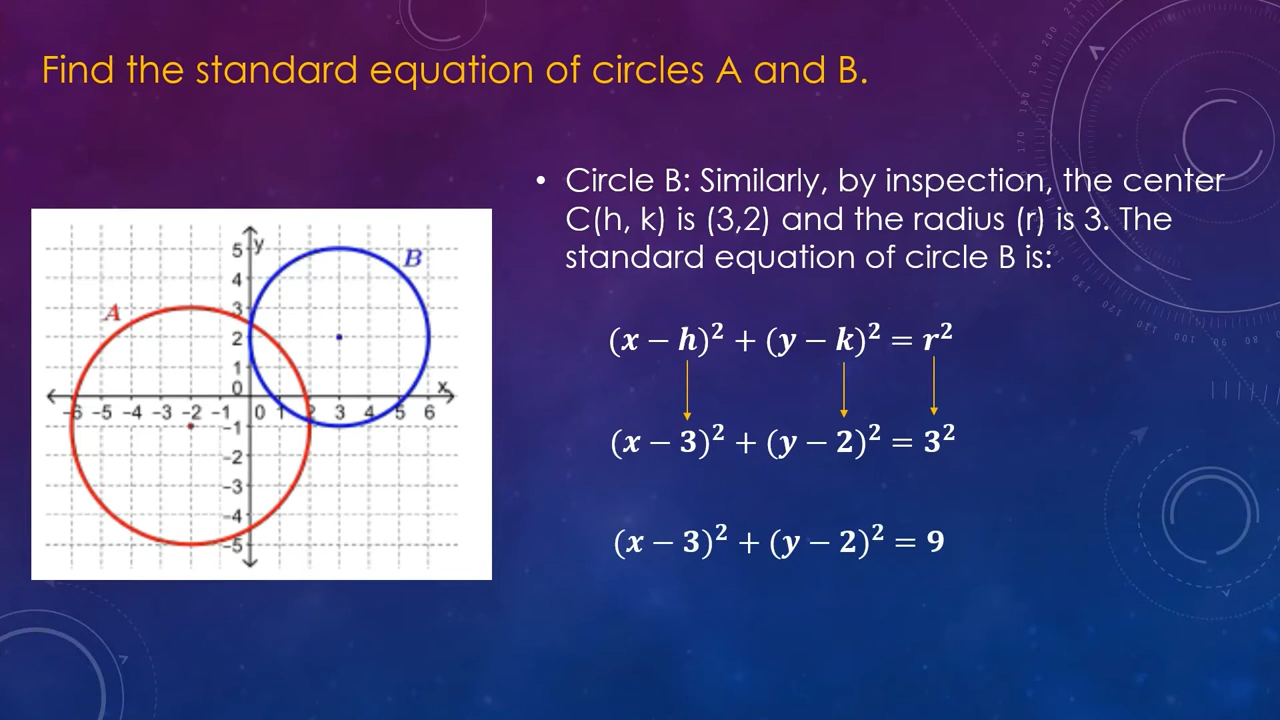 Find the standard equation of circles A and B.
• Circle B: Similarly, by inspection, the center
C(h, k) is (3,2) and the radius (r) is 3. The
standard equation of circle B is:
(x − h)² + (y − k)² = r²
(x − 3)² + (y − 2)² = 3²
(x − 3)² + (y − 2)² = 9
y
B
A
x
5
4
3
2
1
0
-6 -5 -4 -3 -2 -1 0 1 2 3 4 5 6
-1
-2
-3
-4
-5